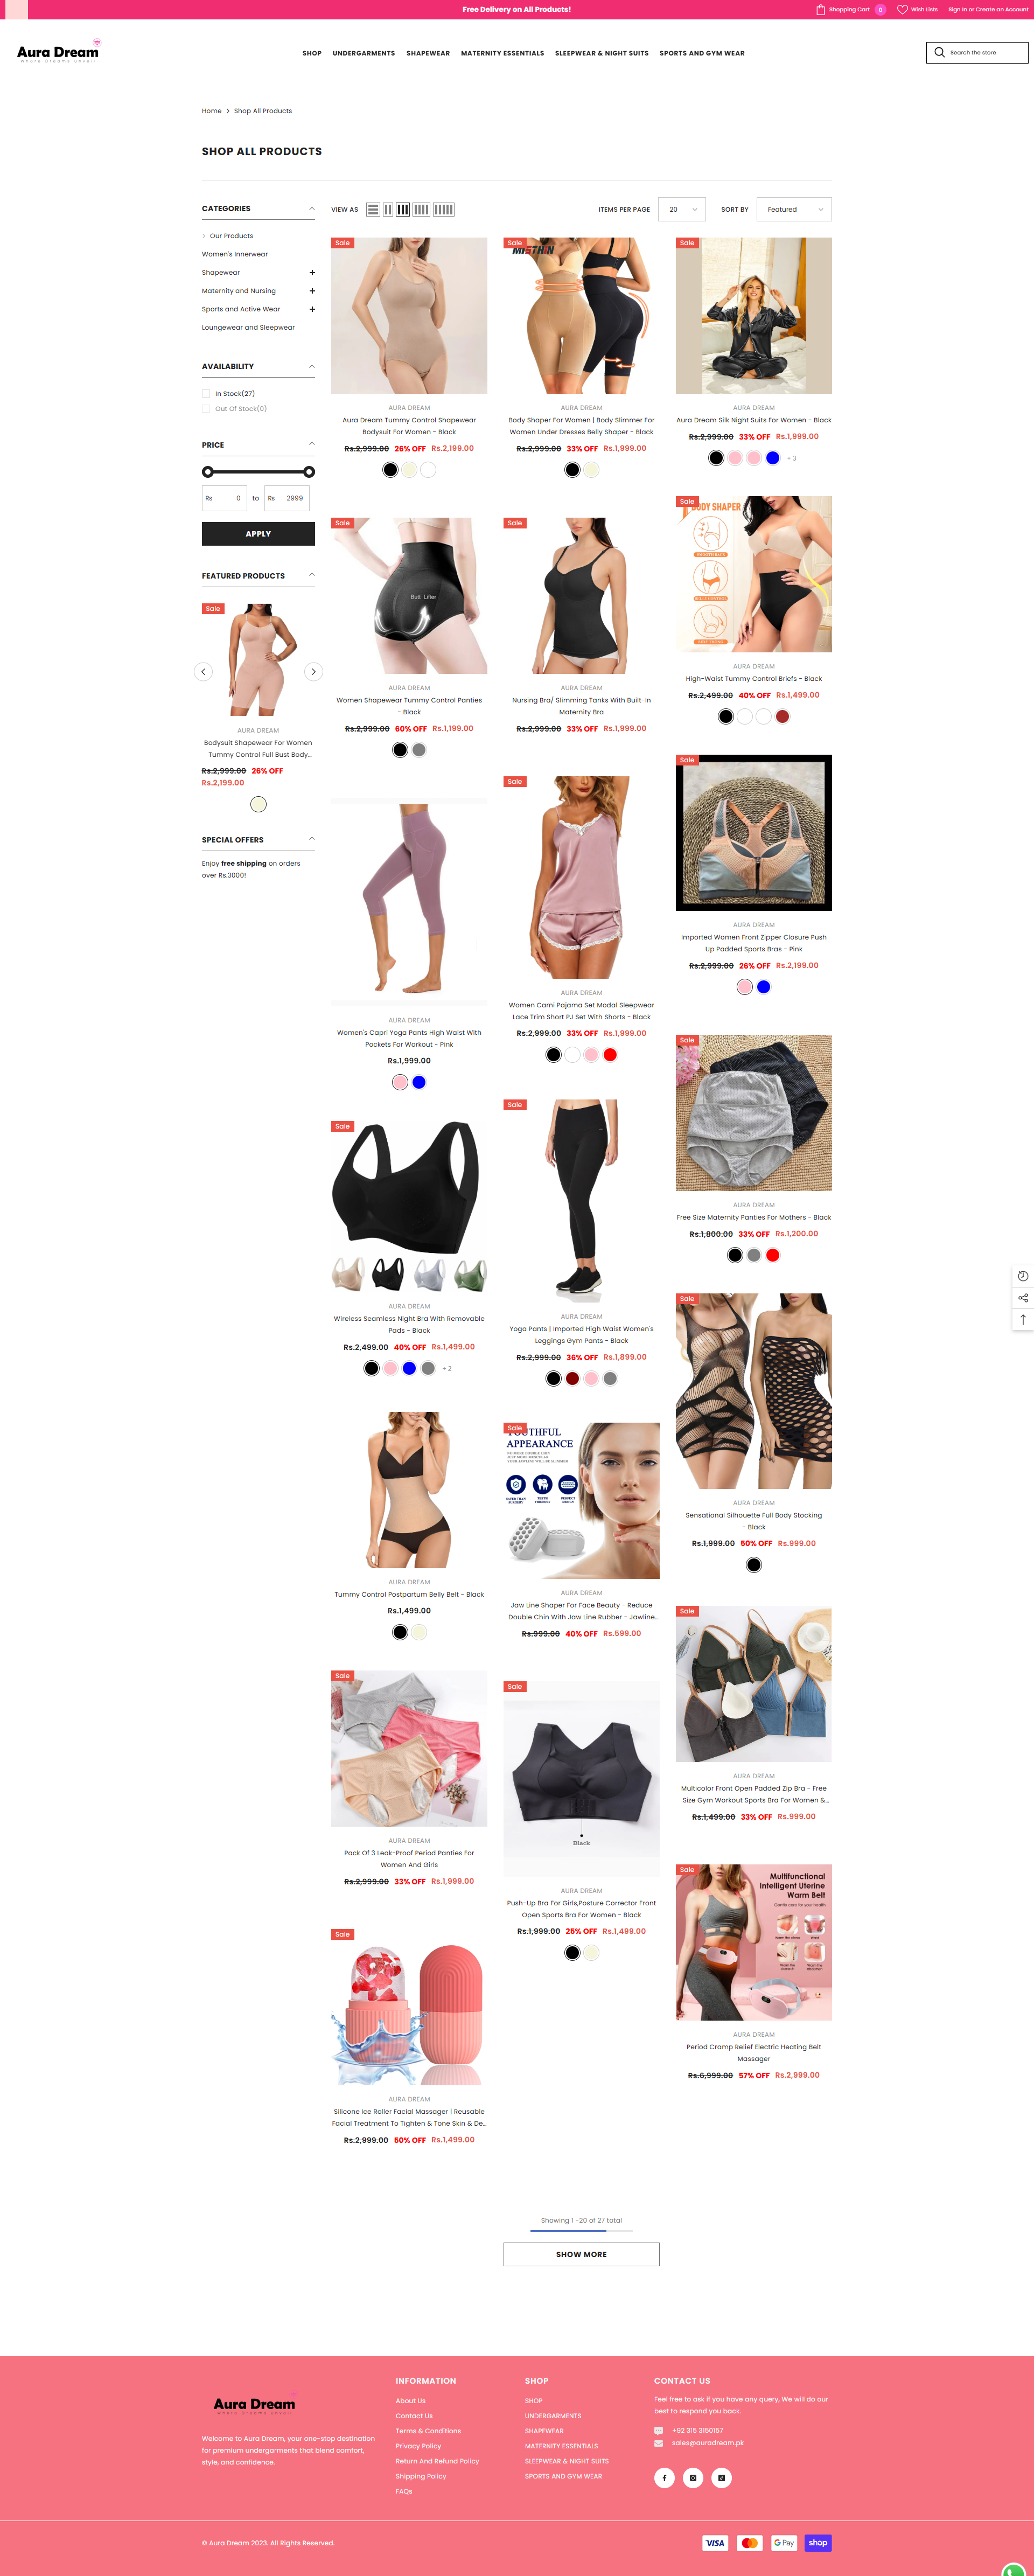 Free Delivery on All Products!
Shopping Cart 0
Wish Lists
Sign In or Create an Account
Aura Dream
Where Dreams Unveil
SHOP
UNDERGARMENTS
SHAPEWEAR
MATERNITY ESSENTIALS
SLEEPWEAR & NIGHT SUITS
SPORTS AND GYM WEAR
Search the store
Home > Shop All Products
SHOP ALL PRODUCTS
CATEGORIES
Our Products
Women's Innerwear
Shapewear
Maternity and Nursing
Sports and Active Wear
Loungewear and Sleepwear
AVAILABILITY
In Stock(27)
Out Of Stock(0)
PRICE
Rs 0 to Rs 2999
APPLY
FEATURED PRODUCTS
Sale
AURA DREAM
Bodysuit Shapewear For Women
Tummy Control Full Bust Body...
Rs.2,999.00 26% OFF
Rs.2,199.00
SPECIAL OFFERS
Enjoy free shipping on orders
over Rs.3000!
VIEW AS
ITEMS PER PAGE 20
SORT BY Featured
Sale
AURA DREAM
Aura Dream Tummy Control Shapewear
Bodysuit For Women - Black
Rs.2,999.00 26% OFF Rs.2,199.00
Sale
MISTHIN
AURA DREAM
Body Shaper For Women | Body Slimmer For
Women Under Dresses Belly Shaper - Black
Rs.2,999.00 33% OFF Rs.1,999.00
Sale
AURA DREAM
Aura Dream Silk Night Suits For Women - Black
Rs.2,999.00 33% OFF Rs.1,999.00
+ 3
Sale
Butt Lifter
AURA DREAM
Women Shapewear Tummy Control Panties
- Black
Rs.2,999.00 60% OFF Rs.1,199.00
Sale
AURA DREAM
Nursing Bra/ Slimming Tanks With Built-In
Maternity Bra
Rs.2,999.00 33% OFF Rs.1,999.00
Sale
BODY SHAPER
AURA DREAM
High-Waist Tummy Control Briefs - Black
Rs.2,499.00 40% OFF Rs.1,499.00
AURA DREAM
Women's Capri Yoga Pants High Waist With
Pockets For Workout - Pink
Rs.1,999.00
Sale
AURA DREAM
Women Cami Pajama Set Modal Sleepwear
Lace Trim Short PJ Set With Shorts - Black
Rs.2,999.00 33% OFF Rs.1,999.00
Sale
AURA DREAM
Imported Women Front Zipper Closure Push
Up Padded Sports Bras - Pink
Rs.2,999.00 26% OFF Rs.2,199.00
Sale
AURA DREAM
Free Size Maternity Panties For Mothers - Black
Rs.1,800.00 33% OFF Rs.1,200.00
Sale
AURA DREAM
Wireless Seamless Night Bra With Removable
Pads - Black
Rs.2,499.00 40% OFF Rs.1,499.00
+ 2
Sale
AURA DREAM
Yoga Pants | Imported High Waist Women's
Leggings Gym Pants - Black
Rs.2,999.00 36% OFF Rs.1,899.00
Sale
AURA DREAM
Sensational Silhouette Full Body Stocking
- Black
Rs.1,999.00 50% OFF Rs.999.00
AURA DREAM
Tummy Control Postpartum Belly Belt - Black
Rs.1,499.00
Sale
YOUTHFUL
APPEARANCE
AURA DREAM
Jaw Line Shaper For Face Beauty - Reduce
Double Chin With Jaw Line Rubber - Jawline...
Rs.999.00 40% OFF Rs.599.00
Sale
AURA DREAM
Multicolor Front Open Padded Zip Bra - Free
Size Gym Workout Sports Bra For Women &...
Rs.1,499.00 33% OFF Rs.999.00
Sale
AURA DREAM
Pack Of 3 Leak-Proof Period Panties For
Women And Girls
Rs.2,999.00 33% OFF Rs.1,999.00
Sale
Black
AURA DREAM
Push-Up Bra For Girls,Posture Corrector Front
Open Sports Bra For Women - Black
Rs.1,999.00 25% OFF Rs.1,499.00
Sale
Multifunctional
Intelligent Uterine
Warm Belt
Gentle care for your health
AURA DREAM
Period Cramp Relief Electric Heating Belt
Massager
Rs.6,999.00 57% OFF Rs.2,999.00
Sale
AURA DREAM
Silicone Ice Roller Facial Massager | Reusable
Facial Treatment To Tighten & Tone Skin & De...
Rs.2,999.00 50% OFF Rs.1,499.00
Showing 1 -20 of 27 total
SHOW MORE
Aura Dream
Where Dreams Unveil
Welcome to Aura Dream, your one-stop destination
for premium undergarments that blend comfort,
style, and confidence.
INFORMATION
About Us
Contact Us
Terms & Conditions
Privacy Policy
Return And Refund Policy
Shipping Policy
FAQs
SHOP
SHOP
UNDERGARMENTS
SHAPEWEAR
MATERNITY ESSENTIALS
SLEEPWEAR & NIGHT SUITS
SPORTS AND GYM WEAR
CONTACT US
Feel free to ask if you have any query, We will do our
best to respond you back.
+92 315 3150157
sales@auradream.pk
© Aura Dream 2023. All Rights Reserved.
VISA
G Pay
shop